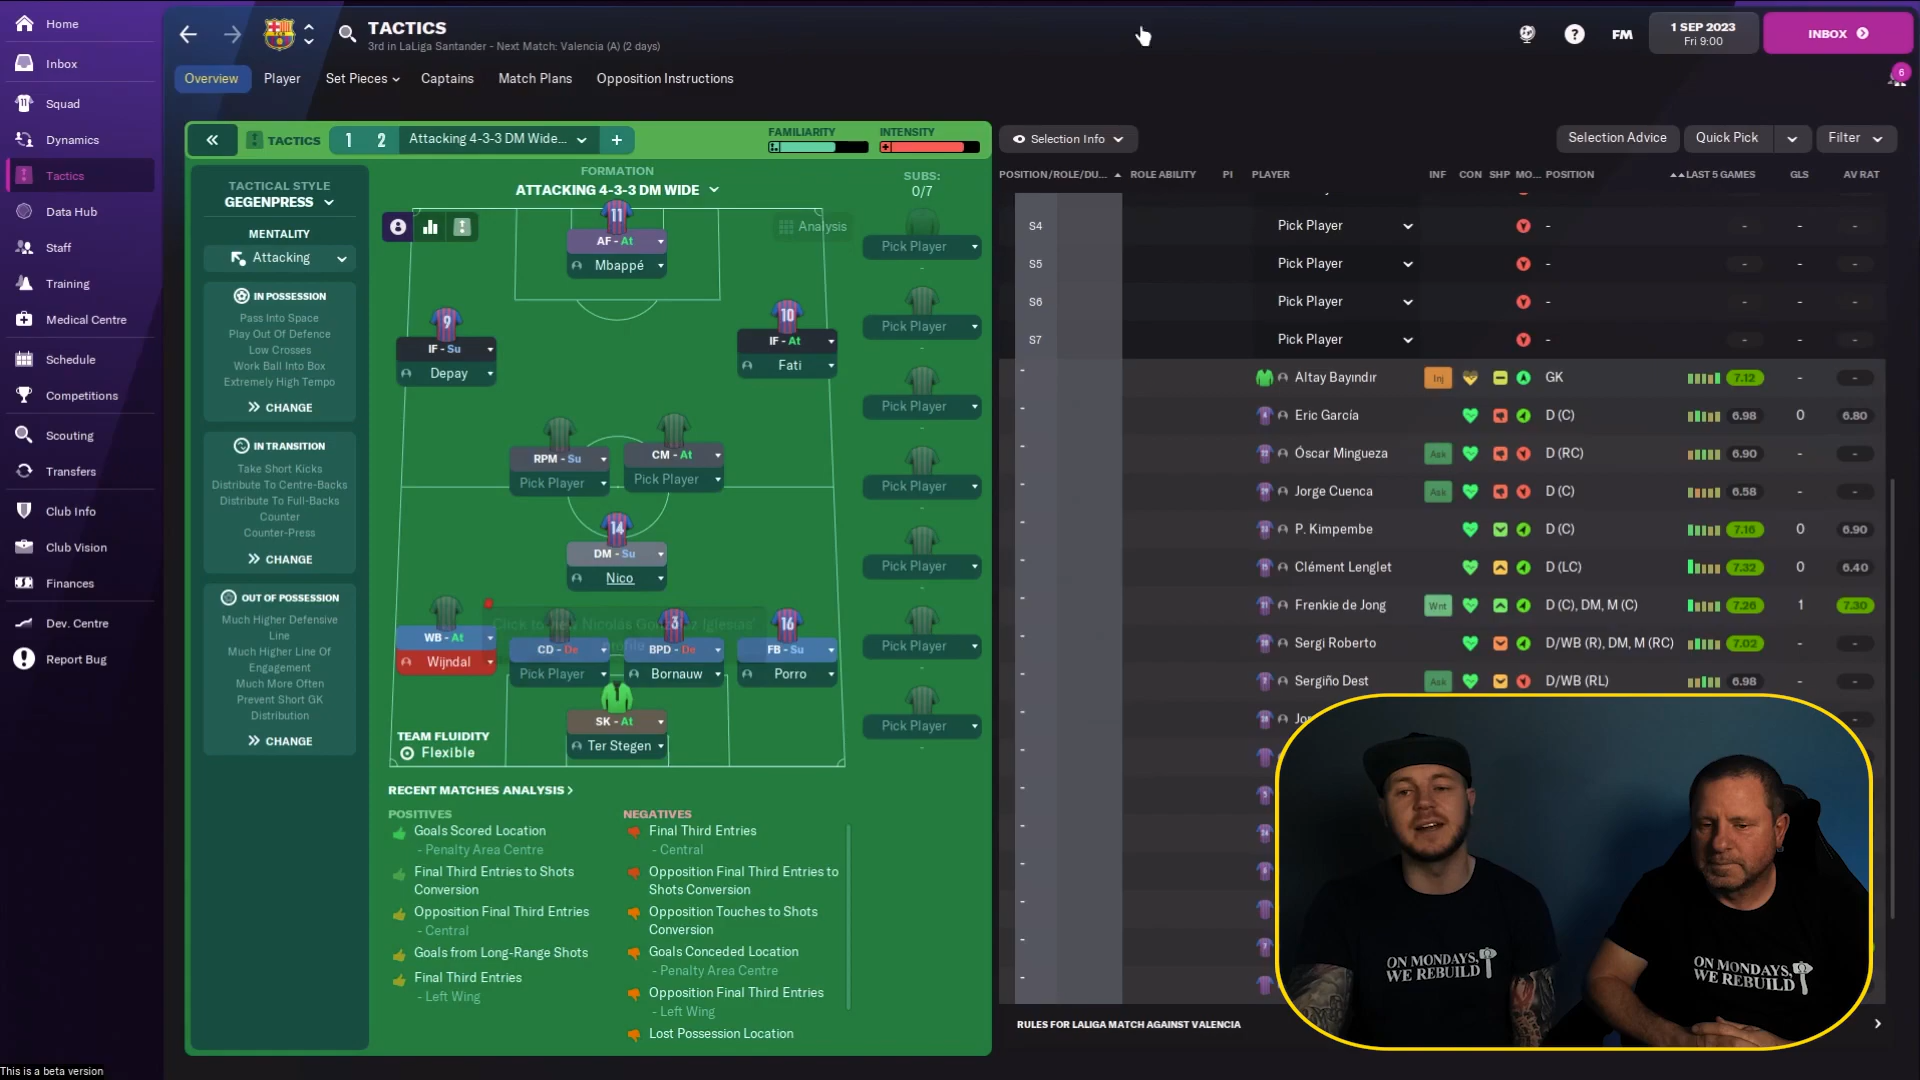 Home
Inbox
Squad
Dynamics
Tactics
Data Hub
Staff
Training
Medical Centre
Schedule
Competitions
Scouting
Transfers
Club Info
Club Vision
Finances
Dev. Centre
Report Bug
This is a beta version
TACTICS
3rd in LaLiga Santander - Next Match: Valencia (A) (2 days)
FM
1 SEP 2023
Fri 9:00
INBOX
6
Overview
Player
Set Pieces
Captains
Match Plans
Opposition Instructions
TACTICS
1
2
Attacking 4-3-3 DM Wide...
+
FAMILIARITY
INTENSITY
TACTICAL STYLE
GEGENPRESS
MENTALITY
Attacking
IN POSSESSION
Pass Into Space
Play Out Of Defence
Low Crosses
Work Ball Into Box
Extremely High Tempo
CHANGE
IN TRANSITION
Take Short Kicks
Distribute To Centre-Backs
Distribute To Full-Backs
Counter
Counter-Press
CHANGE
OUT OF POSSESSION
Much Higher Defensive
Line
Much Higher Line Of
Engagement
Much More Often
Prevent Short GK
Distribution
CHANGE
FORMATION
ATTACKING 4-3-3 DM WIDE
SUBS:
0/7
Analysis
11
AF - At
Mbappé
9
IF - Su
Depay
10
IF - At
Fati
RPM - Su
Pick Player
CM - At
Pick Player
14
DM - Su
Nico
WB - At
Wijndal
CD - De
Pick Player
3
BPD - De
Bornauw
16
FB - Su
Porro
SK - At
Ter Stegen
TEAM FLUIDITY
Flexible
Pick Player
-
Pick Player
-
Pick Player
-
Pick Player
-
Pick Player
-
Pick Player
-
Pick Player
-
RECENT MATCHES ANALYSIS
POSITIVES
Goals Scored Location
- Penalty Area Centre
Final Third Entries to Shots
Conversion
Opposition Final Third Entries
- Central
Goals from Long-Range Shots
Final Third Entries
- Left Wing
NEGATIVES
Final Third Entries
- Central
Opposition Final Third Entries to
Shots Conversion
Opposition Touches to Shots
Conversion
Goals Conceded Location
- Penalty Area Centre
Opposition Final Third Entries
- Left Wing
Lost Possession Location
Selection Info
Selection Advice
Quick Pick
Filter
POSITION/ROLE/DU...
ROLE ABILITY
PI
PLAYER
INF
CON
SHP
MO...
POSITION
LAST 5 GAMES
GLS
AV RAT
S4 Pick Player - - - -
S5 Pick Player - - - -
S6 Pick Player - - - -
S7 Pick Player - - - -
- Altay Bayındır Inj GK 7.12 - -
- Eric García D (C) 6.98 0 6.80
- Óscar Mingueza Ask D (RC) 6.90 - -
- Jorge Cuenca Ask D (C) 6.58 - -
- P. Kimpembe D (C) 7.16 0 6.90
- Clément Lenglet D (LC) 7.32 0 6.40
- Frenkie de Jong Wnt D (C), DM, M (C) 7.26 1 7.30
- Sergi Roberto D/WB (R), DM, M (RC) 7.02 - -
- Sergiño Dest Ask D/WB (RL) 6.98 - -
RULES FOR LALIGA MATCH AGAINST VALENCIA
ON MONDAYS,
WE REBUILD
ON MONDAYS,
WE REBUILD